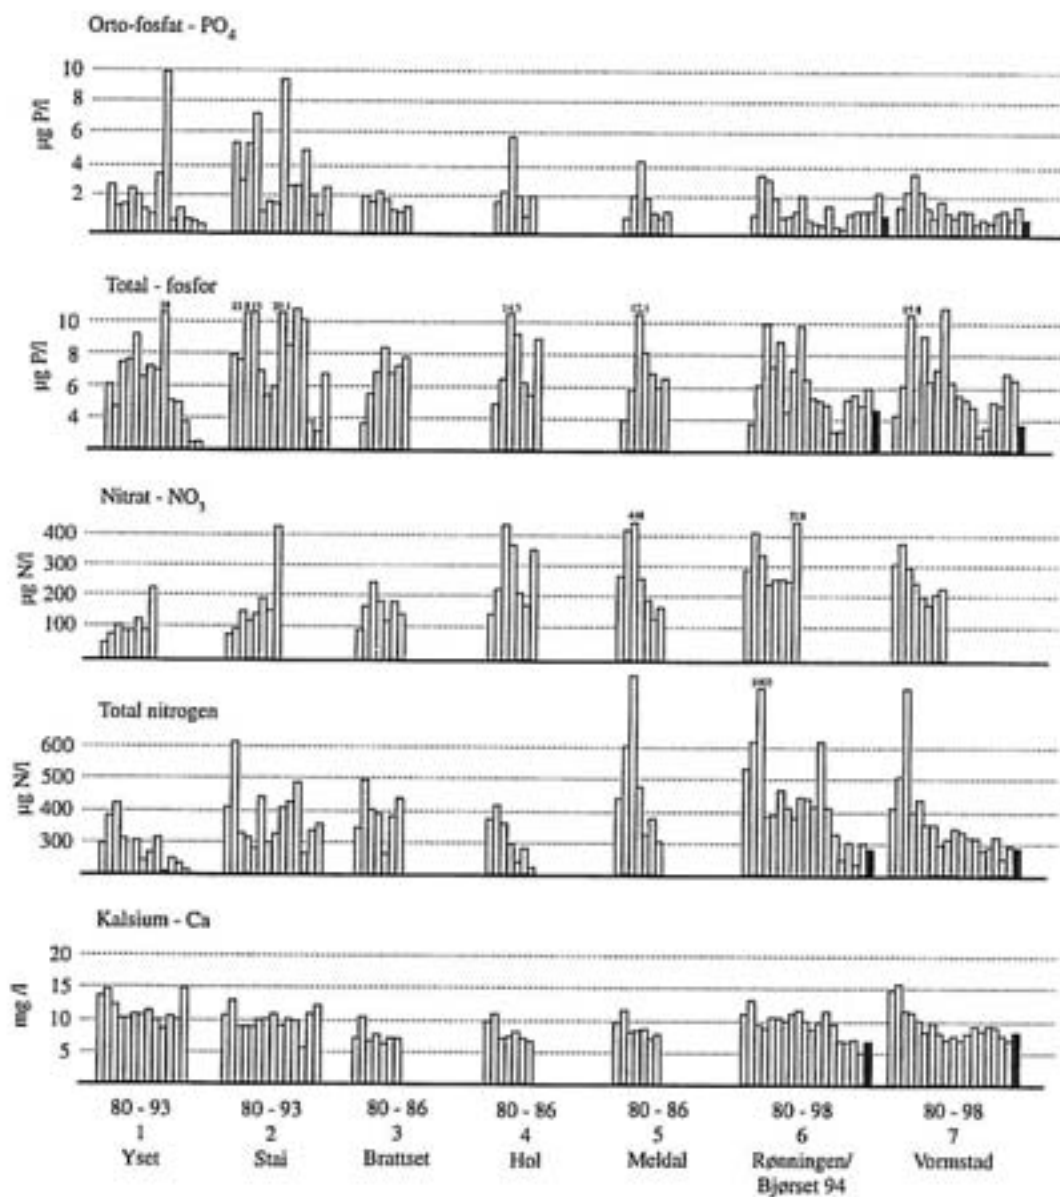 Orto-fosfat - PO₄
µg P/l
10
8
6
4
2
Total - fosfor
µg P/l
10
8
6
4
17.1
Nitrat - NO₃
µg N/l
400
300
200
100
Total nitrogen
µg N/l
600
500
400
300
Kalsium - Ca
mg /l
20
15
10
5
80 - 93 80 - 93 80 - 86 80 - 86 80 - 86 80 - 98 80 - 98
1 2 3 4 5 6 7
Yset Stai Brattset Hol Meldal Rønningen/ Vormstad
Bjørset 94